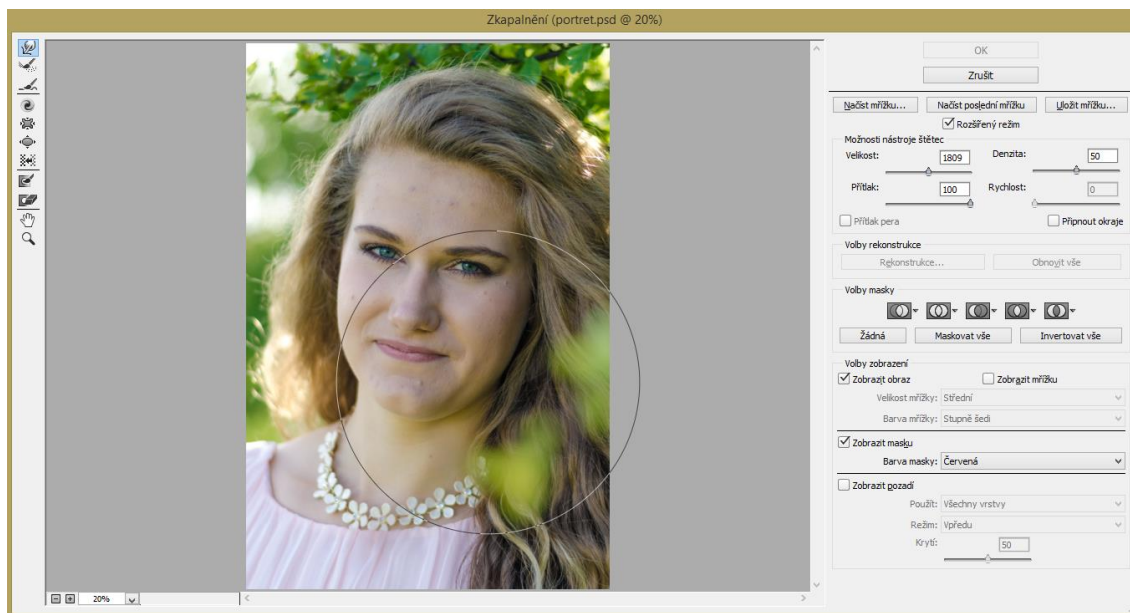 Zkapalnění (portret.psd @ 20%)
OK
Zrušit
Načíst mřížku... Načíst poslední mřížku Uložit mřížku...
Rozšířený režim
Možnosti nástroje štětec
Velikost: 1809 Denzita: 50
Přítlak: 100 Rychlost: 0
Přítlak pera Připnout okraje
Volby rekonstrukce
Rekonstrukce... Obnovit vše
Volby masky
Žádná Maskovat vše Invertovat vše
Volby zobrazení
Zobrazit obraz Zobrazit mřížku
Velikost mřížky: Střední
Barva mřížky: Stupně šedi
Zobrazit masku
Barva masky: Červená
Zobrazit pozadí
Použít: Všechny vrstvy
Režim: Vpředu
Krytí: 50
20%